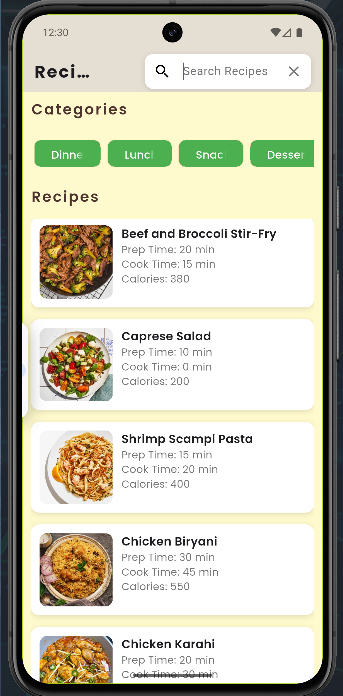 12:30
Reci...
Search Recipes
Categories
Dinne
Lunc
Snac
Desser
Recipes
Beef and Broccoli Stir-Fry
Prep Time: 20 min
Cook Time: 15 min
Calories: 380
Caprese Salad
Prep Time: 10 min
Cook Time: 0 min
Calories: 200
Shrimp Scampi Pasta
Prep Time: 15 min
Cook Time: 20 min
Calories: 400
Chicken Biryani
Prep Time: 30 min
Cook Time: 45 min
Calories: 550
Chicken Karahi
Prep Time: 20 min
Cook Time: 30 min